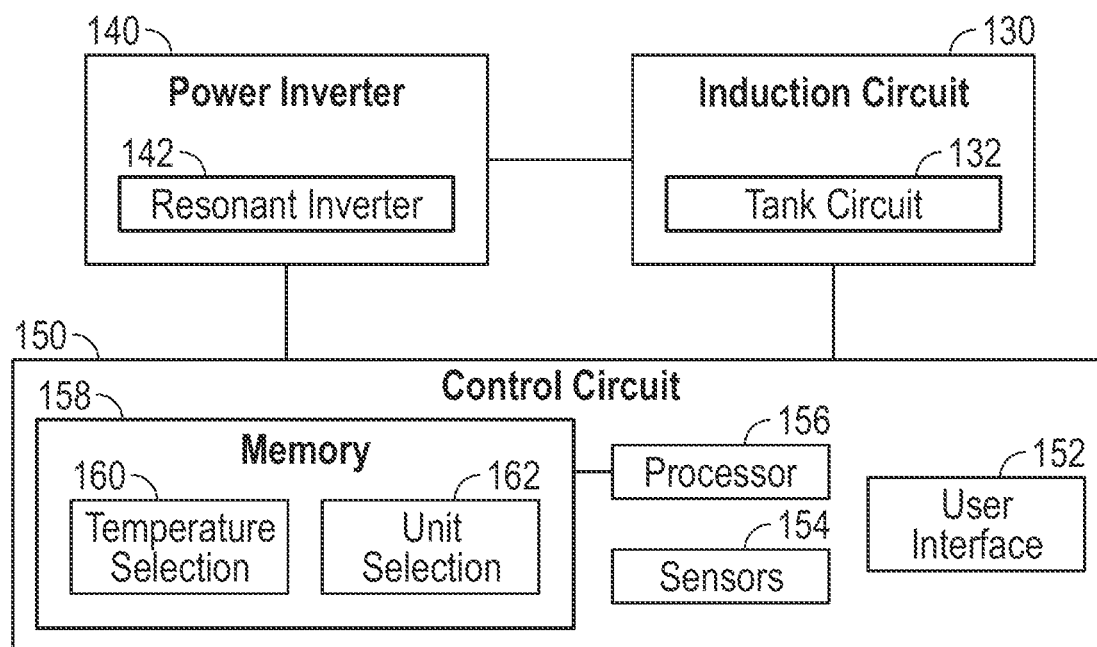 140
130
Power Inverter
Induction Circuit
142
132
Resonant Inverter
Tank Circuit
150
Control Circuit
158
156
Memory
Processor
152
160
162
User
Interface
Temperature
Selection
Unit
Selection
154
Sensors